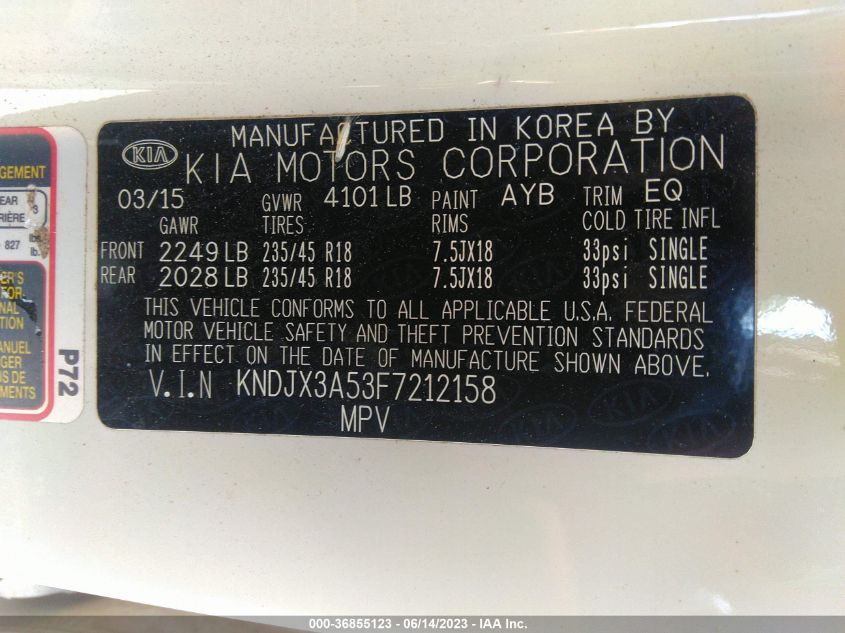 MANUFACTURED IN KOREA BY
KIA KIA MOTORS CORPORATION
03/15 GVWR 4101 LB PAINT AYB TRIM EQ
GAWR TIRES RIMS COLD TIRE INFL
FRONT 2249 LB 235/45 R18 7.5JX18 33psi SINGLE
REAR 2028 LB 235/45 R18 7.5JX18 33psi SINGLE
THIS VEHICLE CONFORMS TO ALL APPLICABLE U.S.A. FEDERAL
MOTOR VEHICLE SAFETY AND THEFT PREVENTION STANDARDS
IN EFFECT ON THE DATE OF MANUFACTURE SHOWN ABOVE.
V.I.N KNDJX3A53F7212158
MPV
827
P72
000-36855123 - 06/14/2023 - IAA Inc.